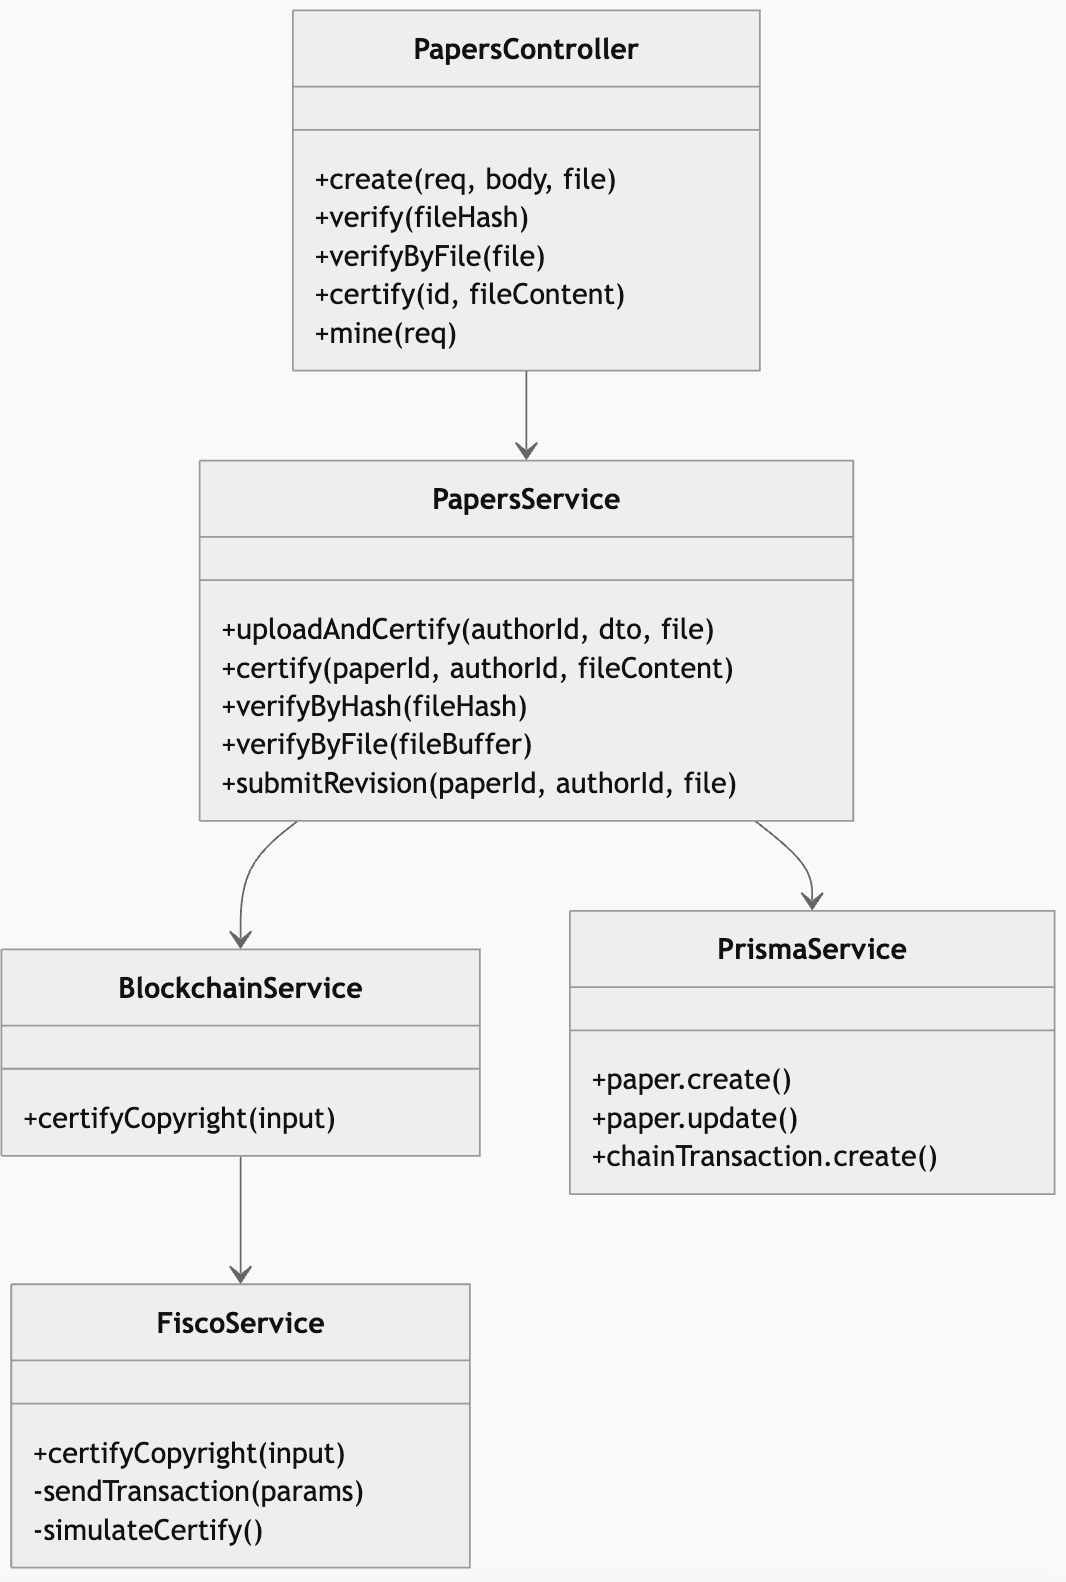 PapersController
+create(req, body, file)
+verify(fileHash)
+verifyByFile(file)
+certify(id, fileContent)
+mine(req)
PapersService
+uploadAndCertify(authorId, dto, file)
+certify(paperId, authorId, fileContent)
+verifyByHash(fileHash)
+verifyByFile(fileBuffer)
+submitRevision(paperId, authorId, file)
BlockchainService
+certifyCopyright(input)
PrismaService
+paper.create()
+paper.update()
+chainTransaction.create()
FiscoService
+certifyCopyright(input)
-sendTransaction(params)
-simulateCertify()